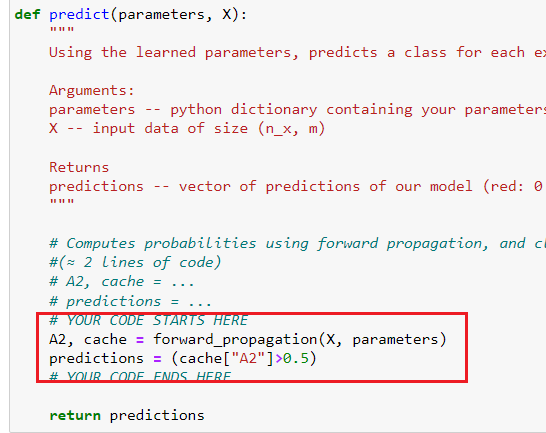 def predict(parameters, X):
"""
Using the learned parameters, predicts a class for each
Arguments:
parameters -- python dictionary containing your parameters
X -- input data of size (n_x, m)
Returns
predictions -- vector of predictions of our model (red: 0
"""
# Computes probabilities using forward propagation, and
#(≈ 2 lines of code)
# A2, cache = ...
# predictions = ...
# YOUR CODE STARTS HERE
A2, cache = forward_propagation(X, parameters)
predictions = (cache["A2"]>0.5)
# YOUR CODE ENDS HERE
return predictions